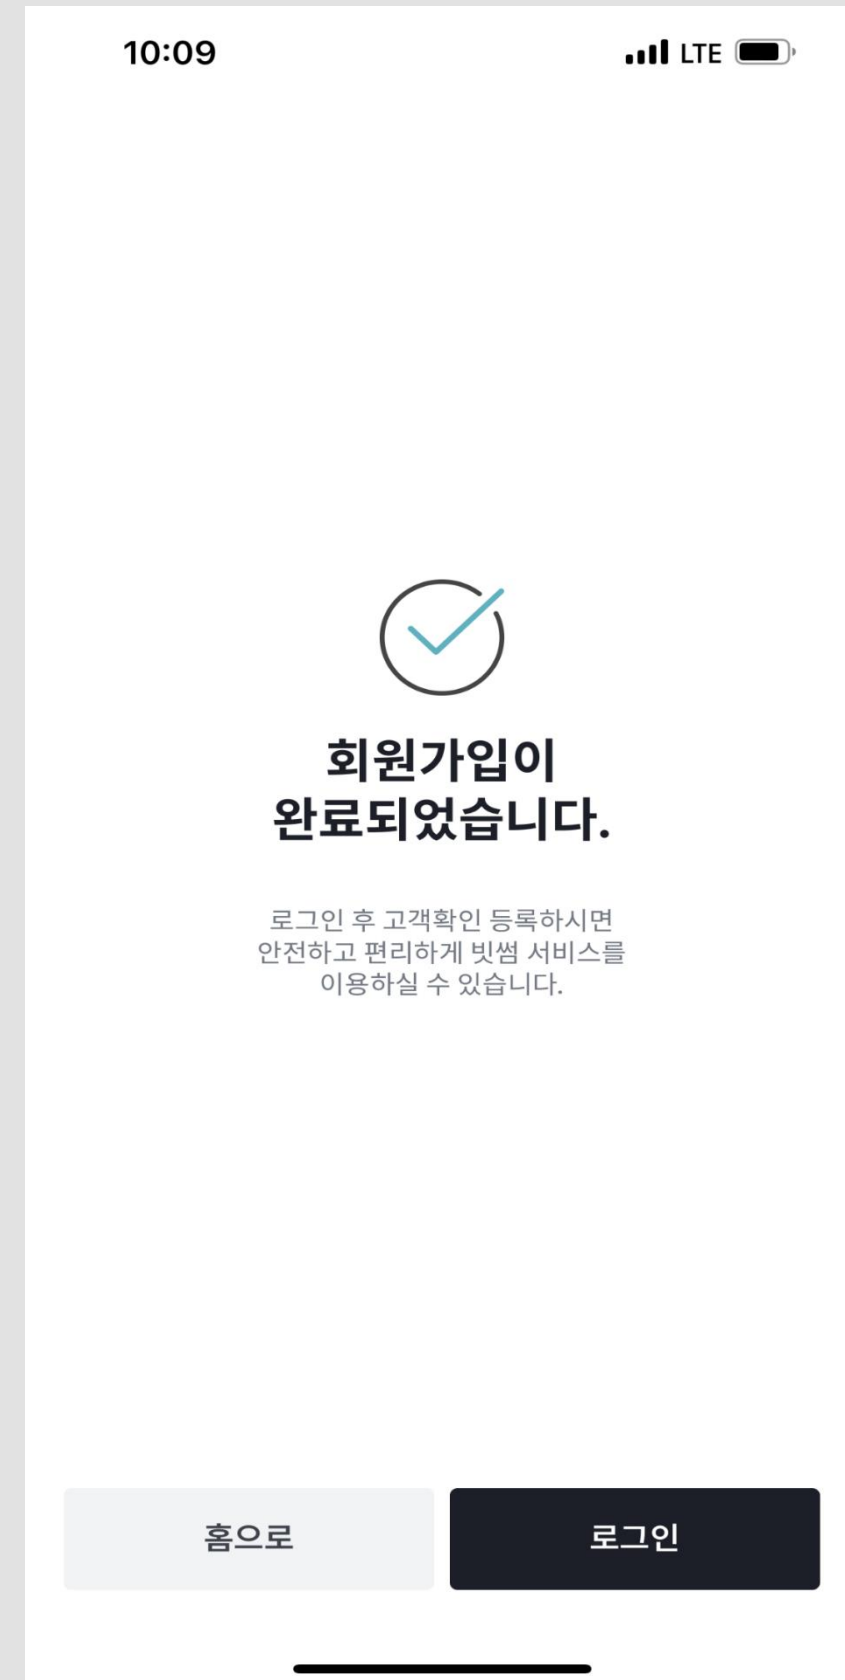 10:09
LTE
회원가입이
완료되었습니다.
로그인 후 고객확인 등록하시면
안전하고 편리하게 빗썸 서비스를
이용하실 수 있습니다.
홈으로
로그인